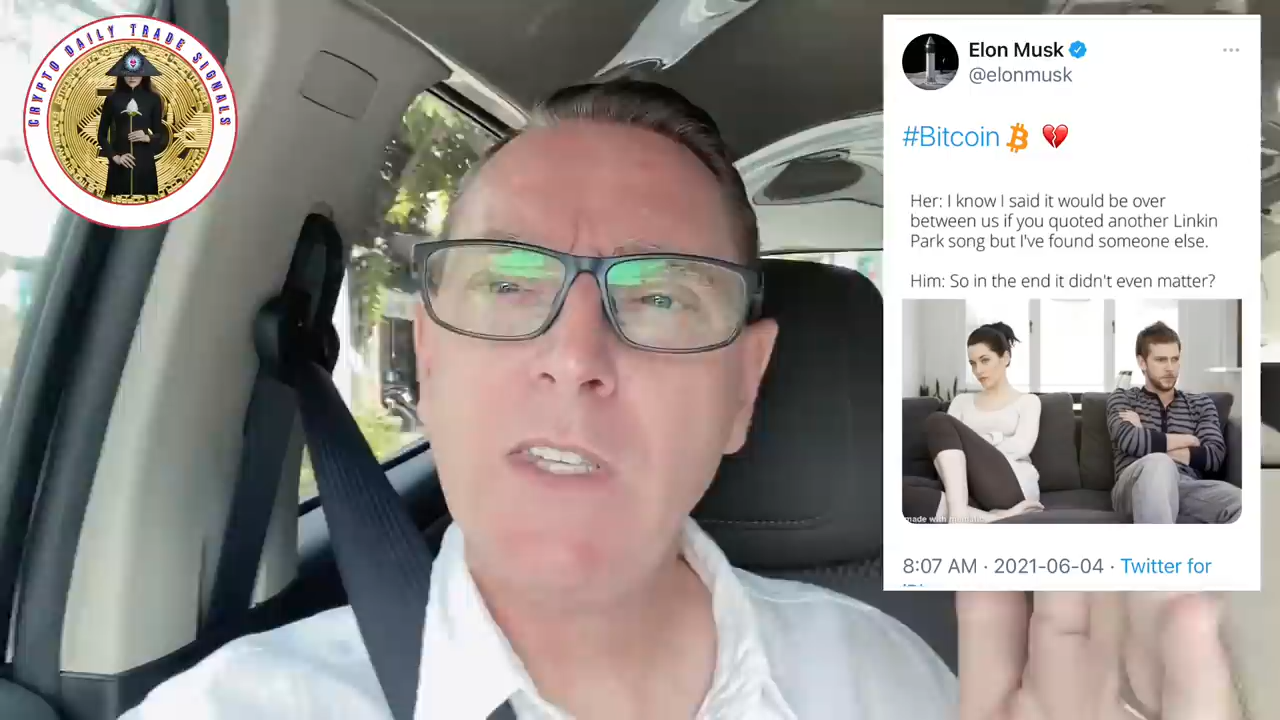 CRYPTO DAILY TRADE SIGNALS
Elon Musk
@elonmusk
#Bitcoin
Her: I know I said it would be over
between us if you quoted another Linkin
Park song but I've found someone else.
Him: So in the end it didn't even matter?
made with
8:07 AM · 2021-06-04 · Twitter for